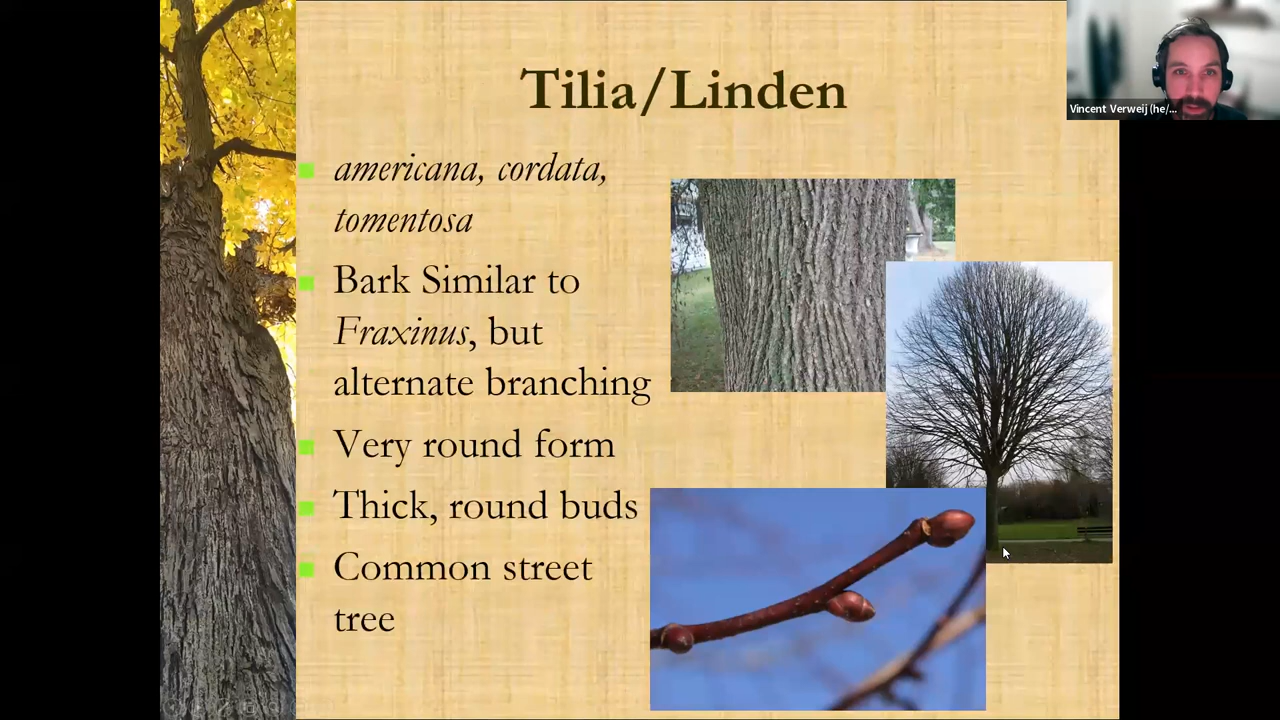 Tilia/Linden
Vincent Verweij (he/...
americana, cordata,
tomentosa
Bark Similar to
Fraxinus, but
alternate branching
Very round form
Thick, round buds
Common street
tree